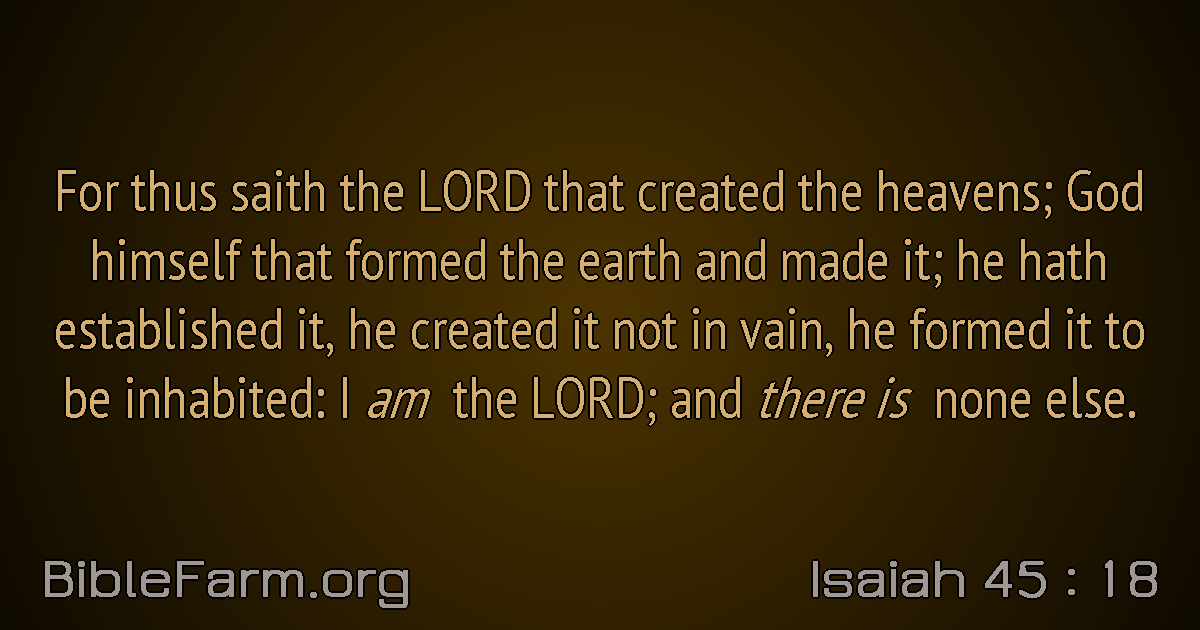 For thus saith the LORD that created the heavens; God
himself that formed the earth and made it; he hath
established it, he created it not in vain, he formed it to
be inhabited: I am the LORD; and there is none else.
BibleFarm.org
Isaiah 45 : 18